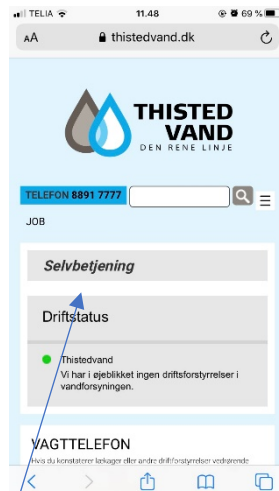 TELIA
11.48
69 %
AA
thistedvand.dk
THISTED
VAND
DEN RENE LINJE
TELEFON 8891 7777
JOB
Selvbetjening
Driftstatus
Thistedvand
Vi har i øjeblikket ingen driftsforstyrrelser i
vandforsyningen.
VAGTTELEFON
Hvis du konstaterer lækager eller andre driftforstyrrelser vedrørende